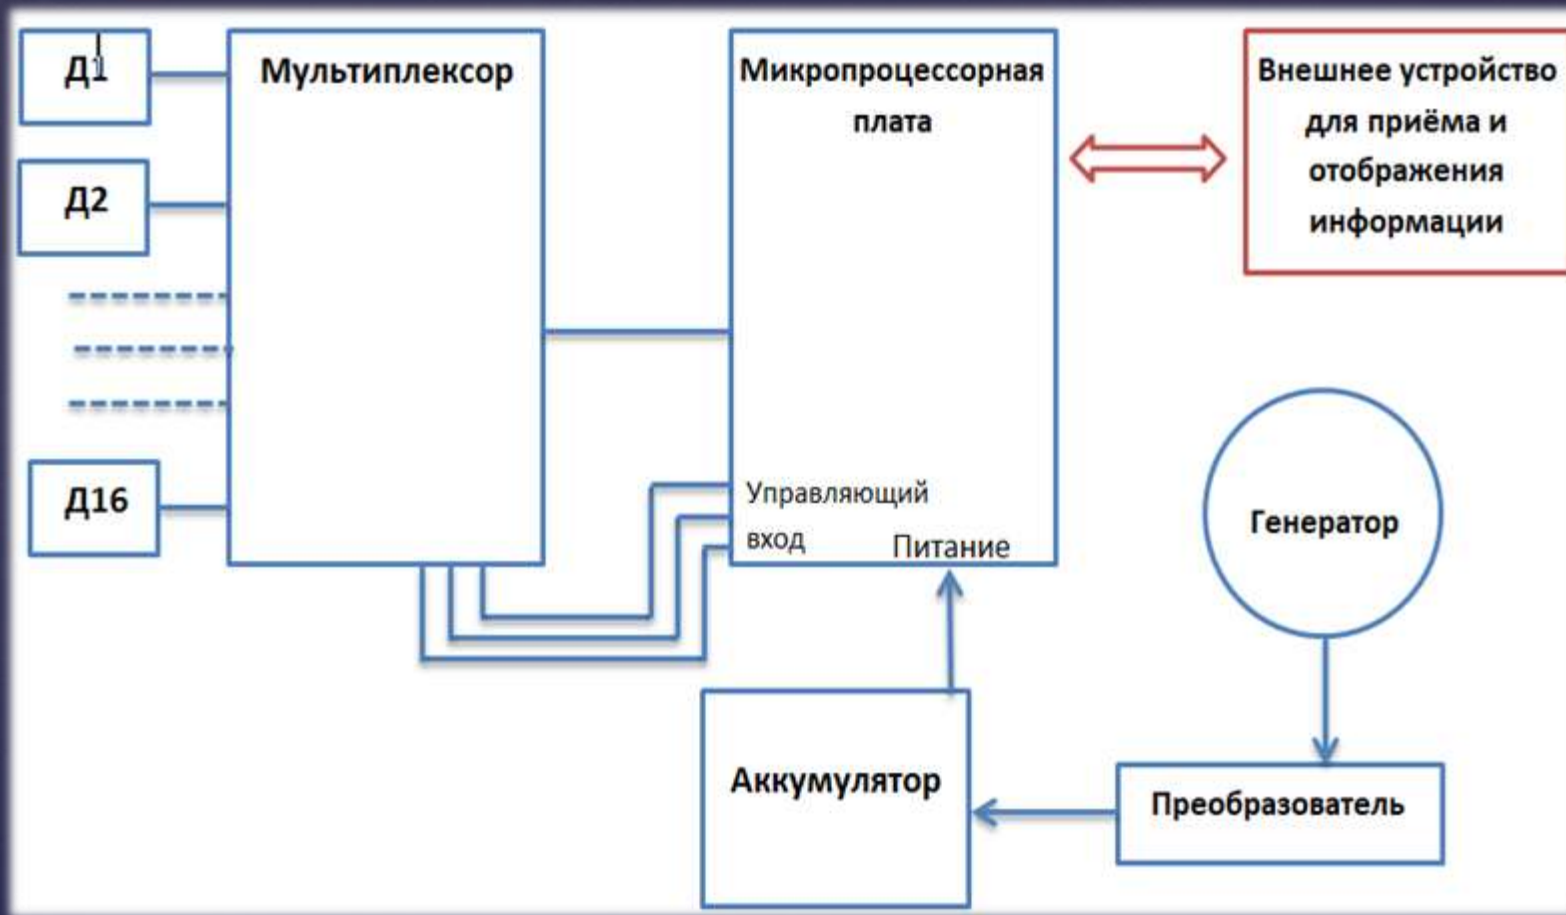 Д1
Мультиплексор
Микропроцессорная
плата
Внешнее устройство
для приёма и
отображения
информации
Д2
Д16
Управляющий
вход
Питание
Генератор
Аккумулятор
Преобразователь